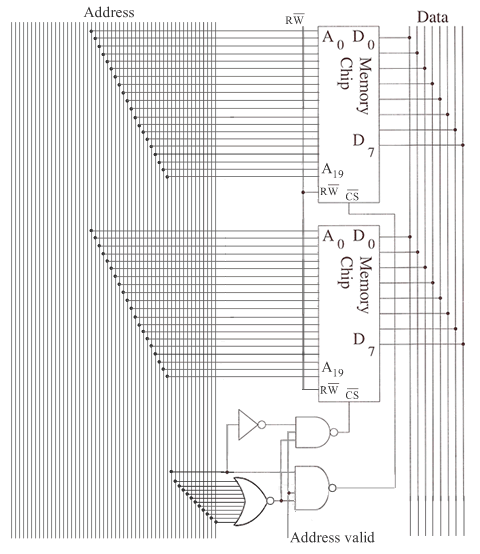 Address
RW̅
Data
A0 D0
Memory
Chip
D7
A19
RW̅ C̅S̅
A0 D0
Memory
Chip
D7
A19
RW̅ C̅S̅
Address valid